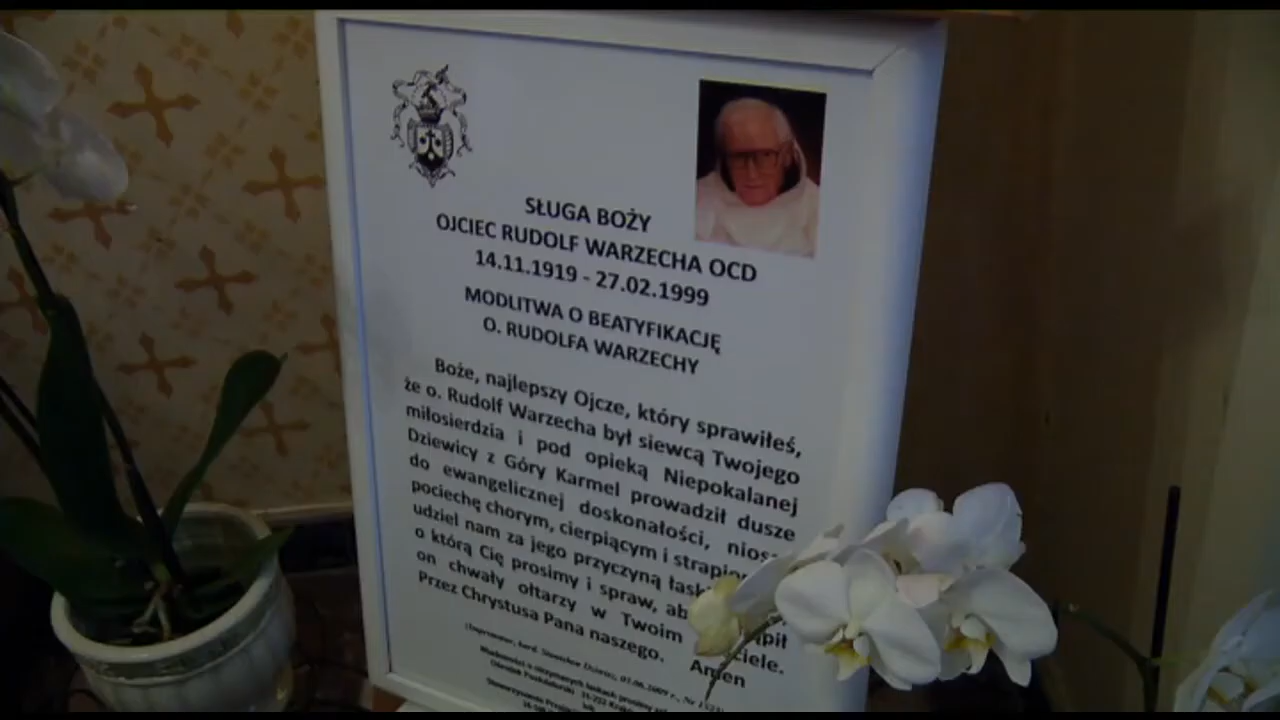 SŁUGA BOŻY
OJCIEC RUDOLF WARZECHA OCD
14.11.1919 - 27.02.1999
MODLITWA O BEATYFIKACJĘ
O. RUDOLFA WARZECHY
Boże, najlepszy Ojcze, który sprawiłeś,
że o. Rudolf Warzecha był siewcą Twojego
miłosierdzia i pod opieką Niepokalanej
Dziewicy z Góry Karmel prowadził dusze
do ewangelicznej doskonałości,
pociechę chorym, cierpiącym i
udziel nam za jego przyczyną
o którą Cię prosimy i spraw,
on chwały ołtarzy w Twoim
Przez Chrystusa Pana naszego. Amen